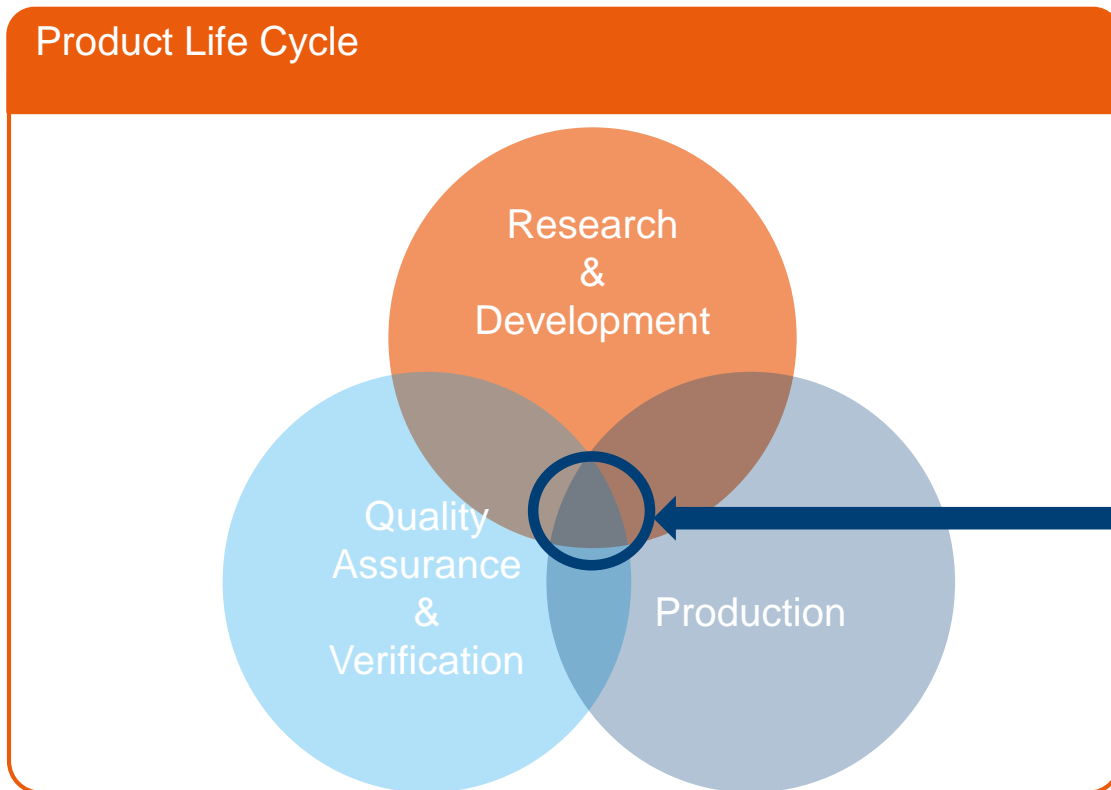 Product Life Cycle
Research
&
Development
Quality
Assurance
&
Verification
Production